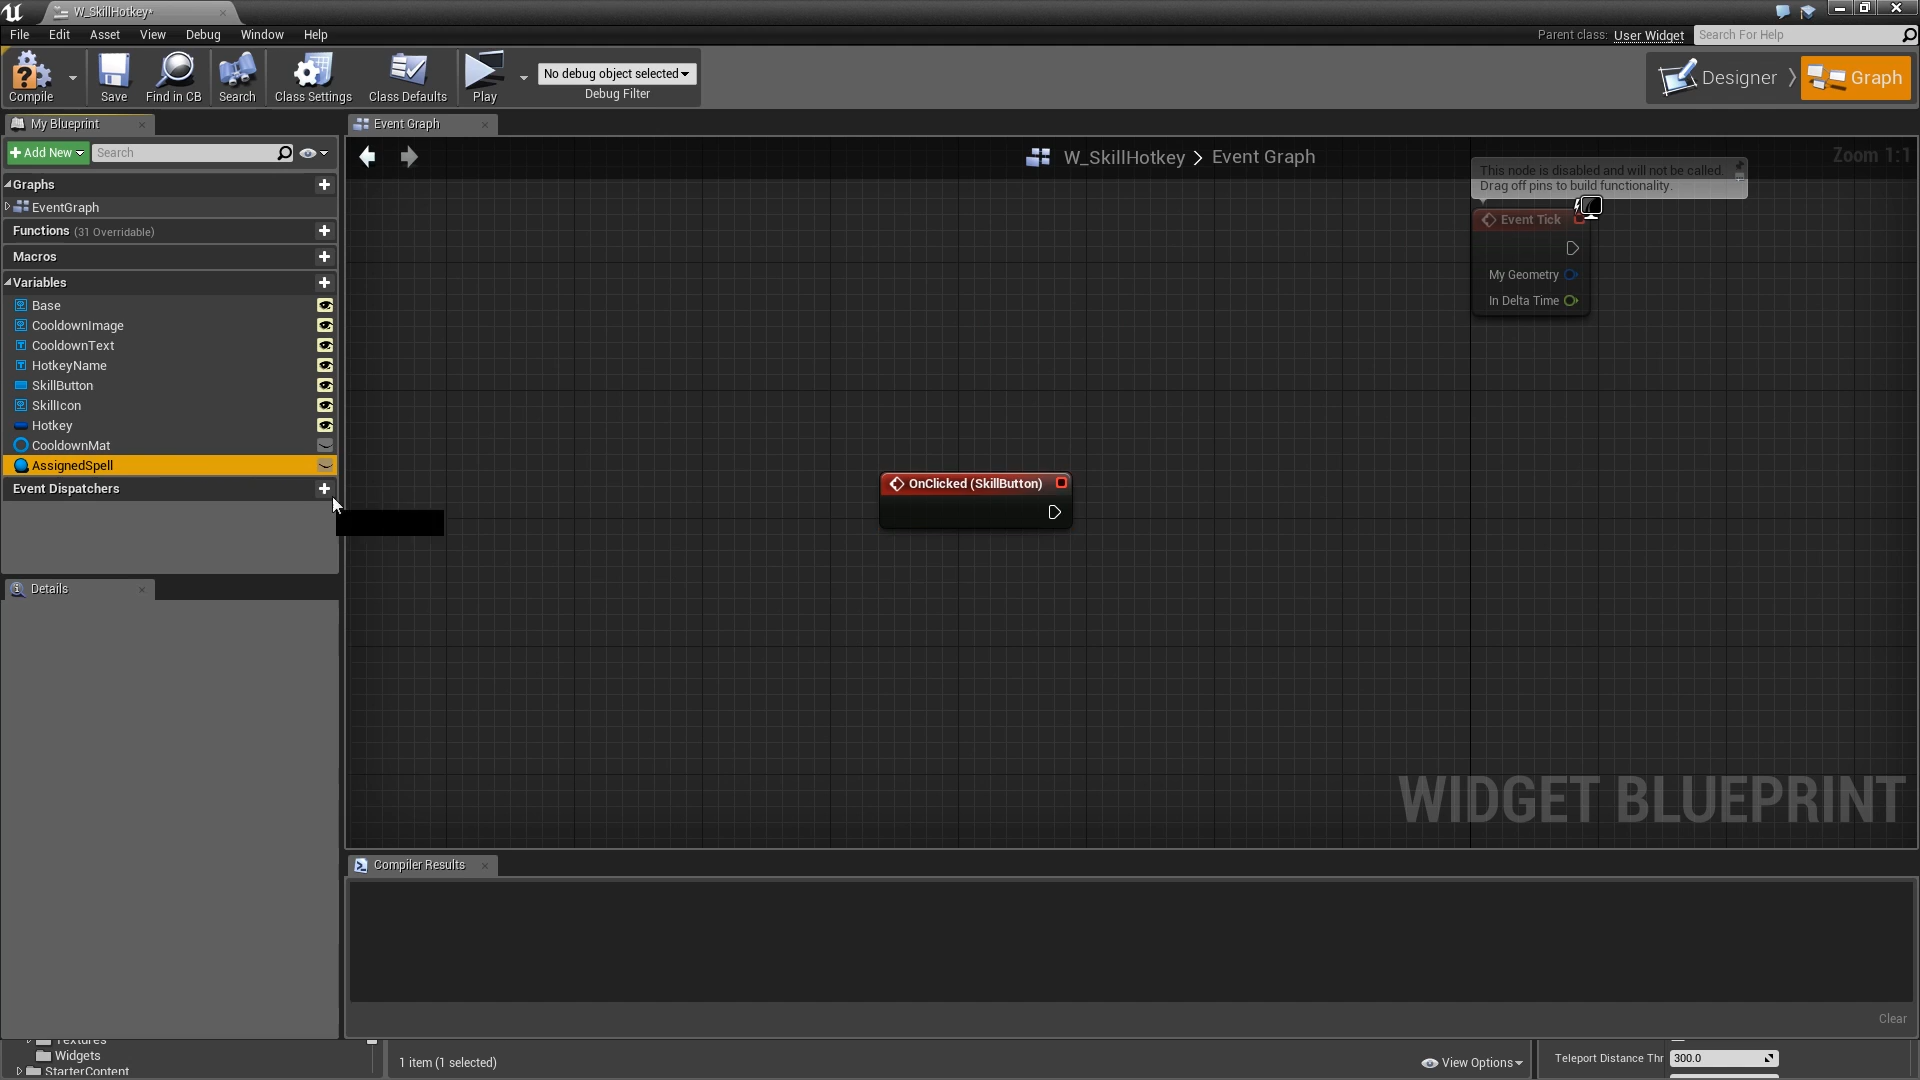 W_SkillHotkey*
File Edit Asset View Debug Window Help
Parent class: User Widget Search For Help
Compile Save Find in CB Search Class Settings Class Defaults Play
No debug object selected
Debug Filter
Designer Graph
My Blueprint
Event Graph
Add New Search
W_SkillHotkey > Event Graph
Zoom 1:1
Graphs
EventGraph
Functions (31 Overridable)
Macros
Variables
Base
CooldownImage
CooldownText
HotkeyName
SkillButton
SkillIcon
Hotkey
CooldownMat
AssignedSpell
Event Dispatchers
This node is disabled and will not be called.
Drag off pins to build functionality.
Event Tick
My Geometry
In Delta Time
OnClicked (SkillButton)
WIDGET BLUEPRINT
Details
Compiler Results
Clear
Textures
Widgets
StarterContent
1 item (1 selected)
View Options
Teleport Distance Thr 300.0